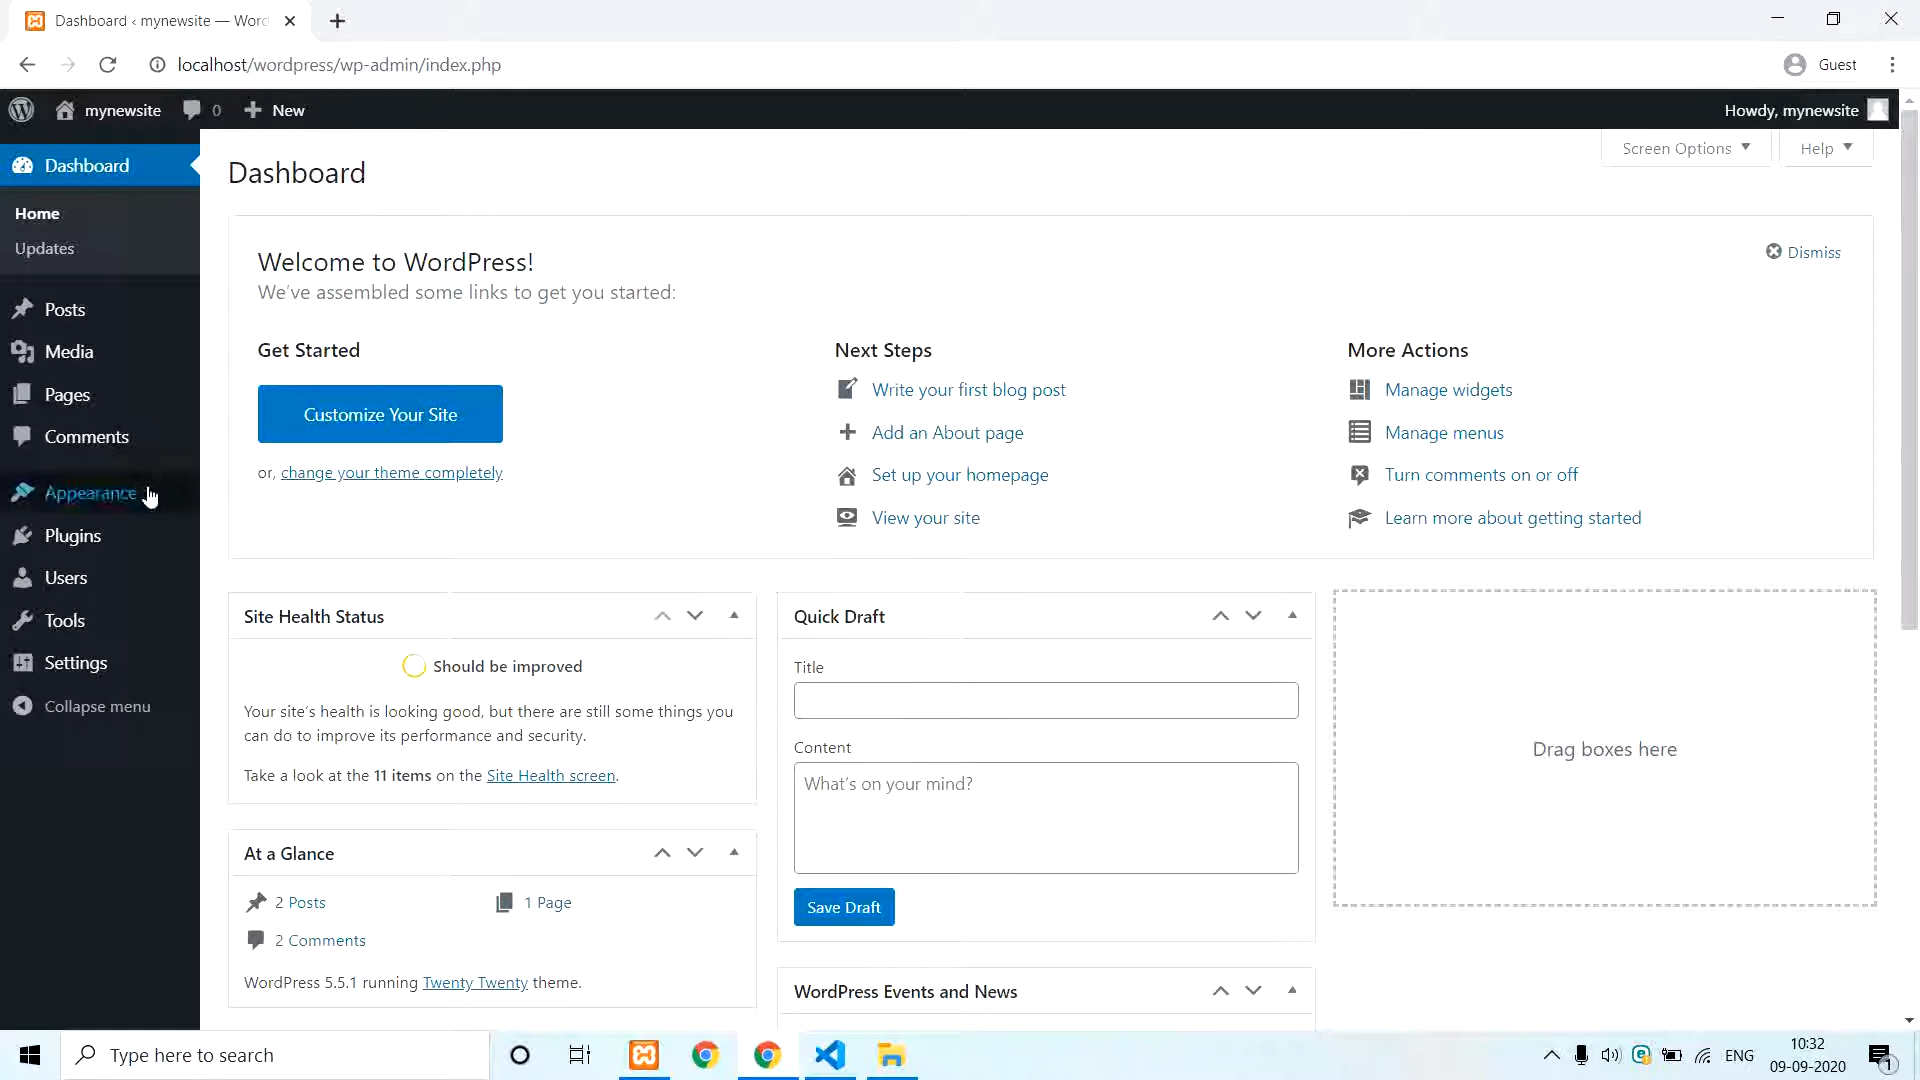 Dashboard ‹ mynewsite — Word
localhost/wordpress/wp-admin/index.php
Guest
mynewsite
0
New
Howdy, mynewsite
Dashboard
Home
Updates
Posts
Media
Pages
Comments
Appearance
Plugins
Users
Tools
Settings
Collapse menu
Dashboard
Screen Options
Help
Welcome to WordPress!
We've assembled some links to get you started:
Dismiss
Get Started
Customize Your Site
or, change your theme completely
Next Steps
Write your first blog post
Add an About page
Set up your homepage
View your site
More Actions
Manage widgets
Manage menus
Turn comments on or off
Learn more about getting started
Site Health Status
Should be improved
Your site's health is looking good, but there are still some things you
can do to improve its performance and security.
Take a look at the 11 items on the Site Health screen.
At a Glance
2 Posts
1 Page
2 Comments
WordPress 5.5.1 running Twenty Twenty theme.
Quick Draft
Title
Content
What's on your mind?
Save Draft
WordPress Events and News
Drag boxes here
Type here to search
ENG
10:32
09-09-2020
1